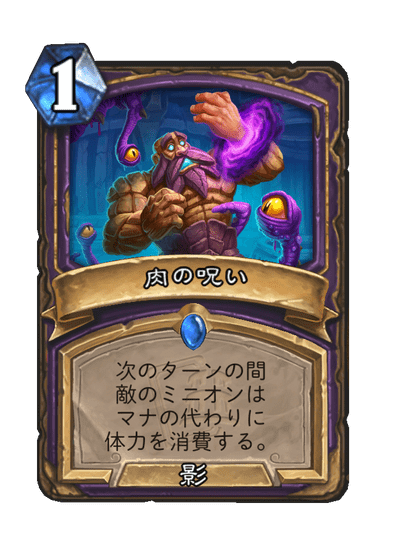 1
肉の呪い
次のターンの間
敵のミニオンは
マナの代わりに
体力を消費する。
影